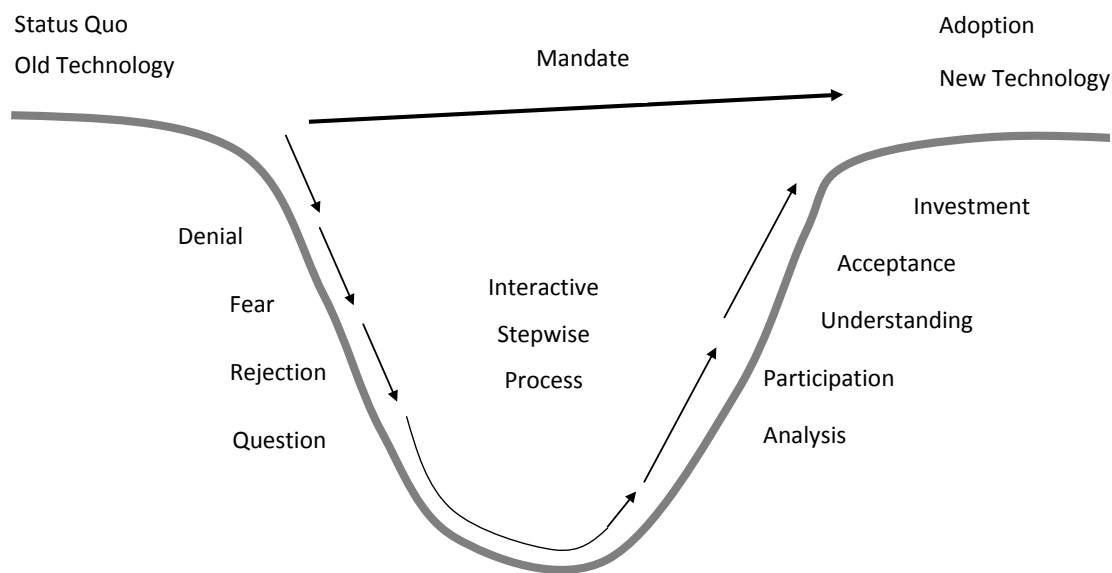 Status Quo
Old Technology
Mandate
Adoption
New Technology
Denial
Fear
Rejection
Question
Interactive
Stepwise
Process
Investment
Acceptance
Understanding
Participation
Analysis